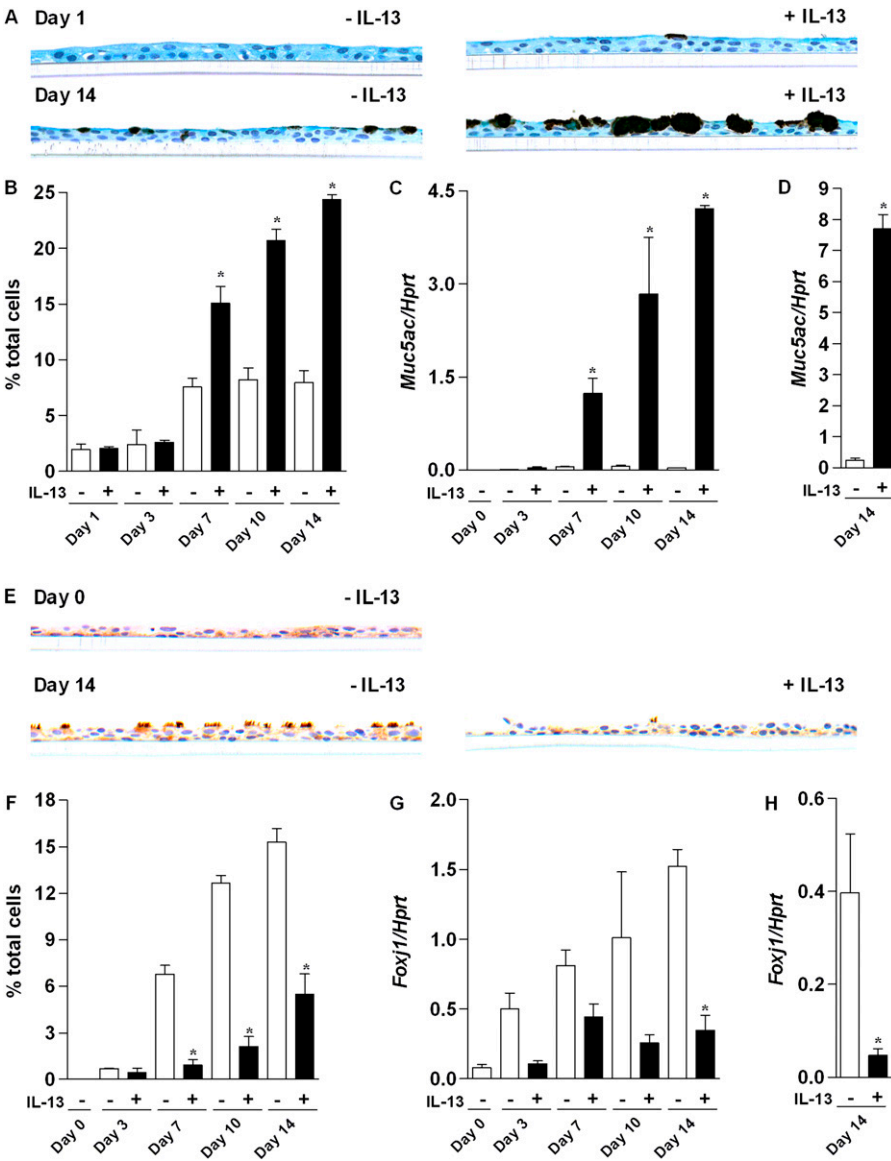 A Day 1 - IL-13 + IL-13
Day 14 - IL-13 + IL-13
B
% total cells
25
20
15
10
5
0
* * *
IL-13 - + - + - + - + - +
Day 1 Day 3 Day 7 Day 10 Day 14
C
Muc5ac/Hprt
4.5
3.0
1.5
0.0
* * *
IL-13 - - + - + - + - +
Day 0 Day 3 Day 7 Day 10 Day 14
D
Muc5ac/Hprt
9
8
7
6
5
4
3
2
1
0
*
IL-13 - +
Day 14
E Day 0 - IL-13
Day 14 - IL-13 + IL-13
F
% total cells
18
15
12
9
6
3
0
* * *
IL-13 - - + - + - + - +
Day 0 Day 3 Day 7 Day 10 Day 14
G
Foxj1/Hprt
2.0
1.5
1.0
0.5
0.0
*
IL-13 - - + - + - + - +
Day 0 Day 3 Day 7 Day 10 Day 14
H
Foxj1/Hprt
0.6
0.4
0.2
0.0
*
IL-13 - +
Day 14